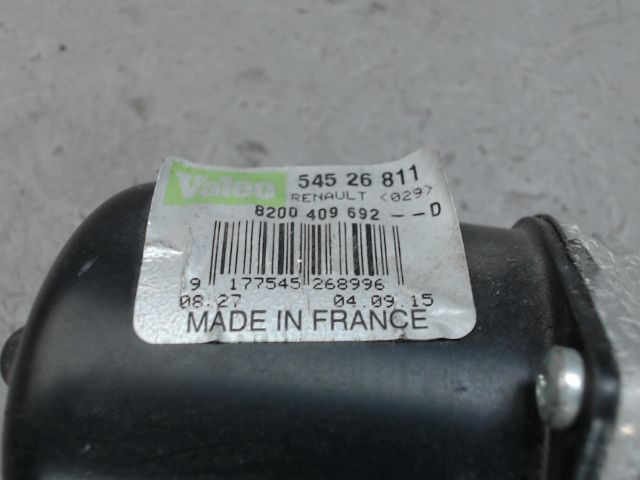 Valeo 545 26 811
RENAULT <029>
8200 409 692 -- D
9 177545 268996
08:27 04.09.15
MADE IN FRANCE